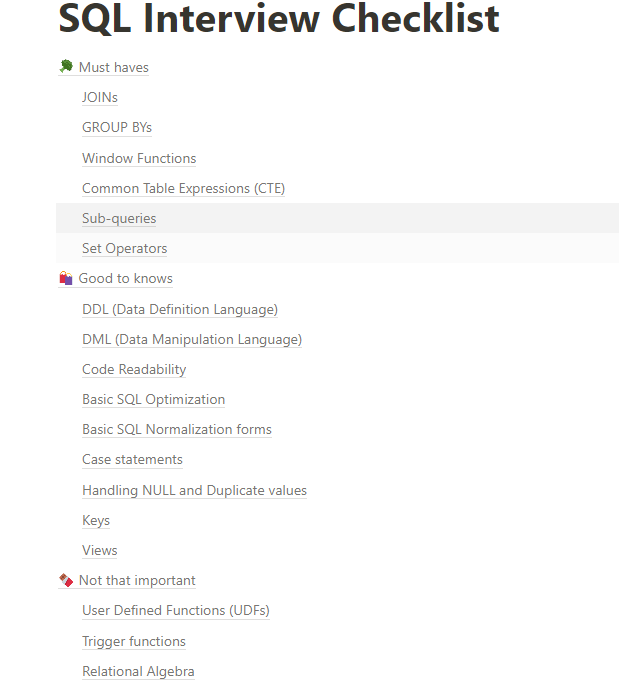 SQL Interview Checklist
🥦 Must haves
JOINs
GROUP BYs
Window Functions
Common Table Expressions (CTE)
Sub-queries
Set Operators
🛍️ Good to knows
DDL (Data Definition Language)
DML (Data Manipulation Language)
Code Readability
Basic SQL Optimization
Basic SQL Normalization forms
Case statements
Handling NULL and Duplicate values
Keys
Views
🍫 Not that important
User Defined Functions (UDFs)
Trigger functions
Relational Algebra